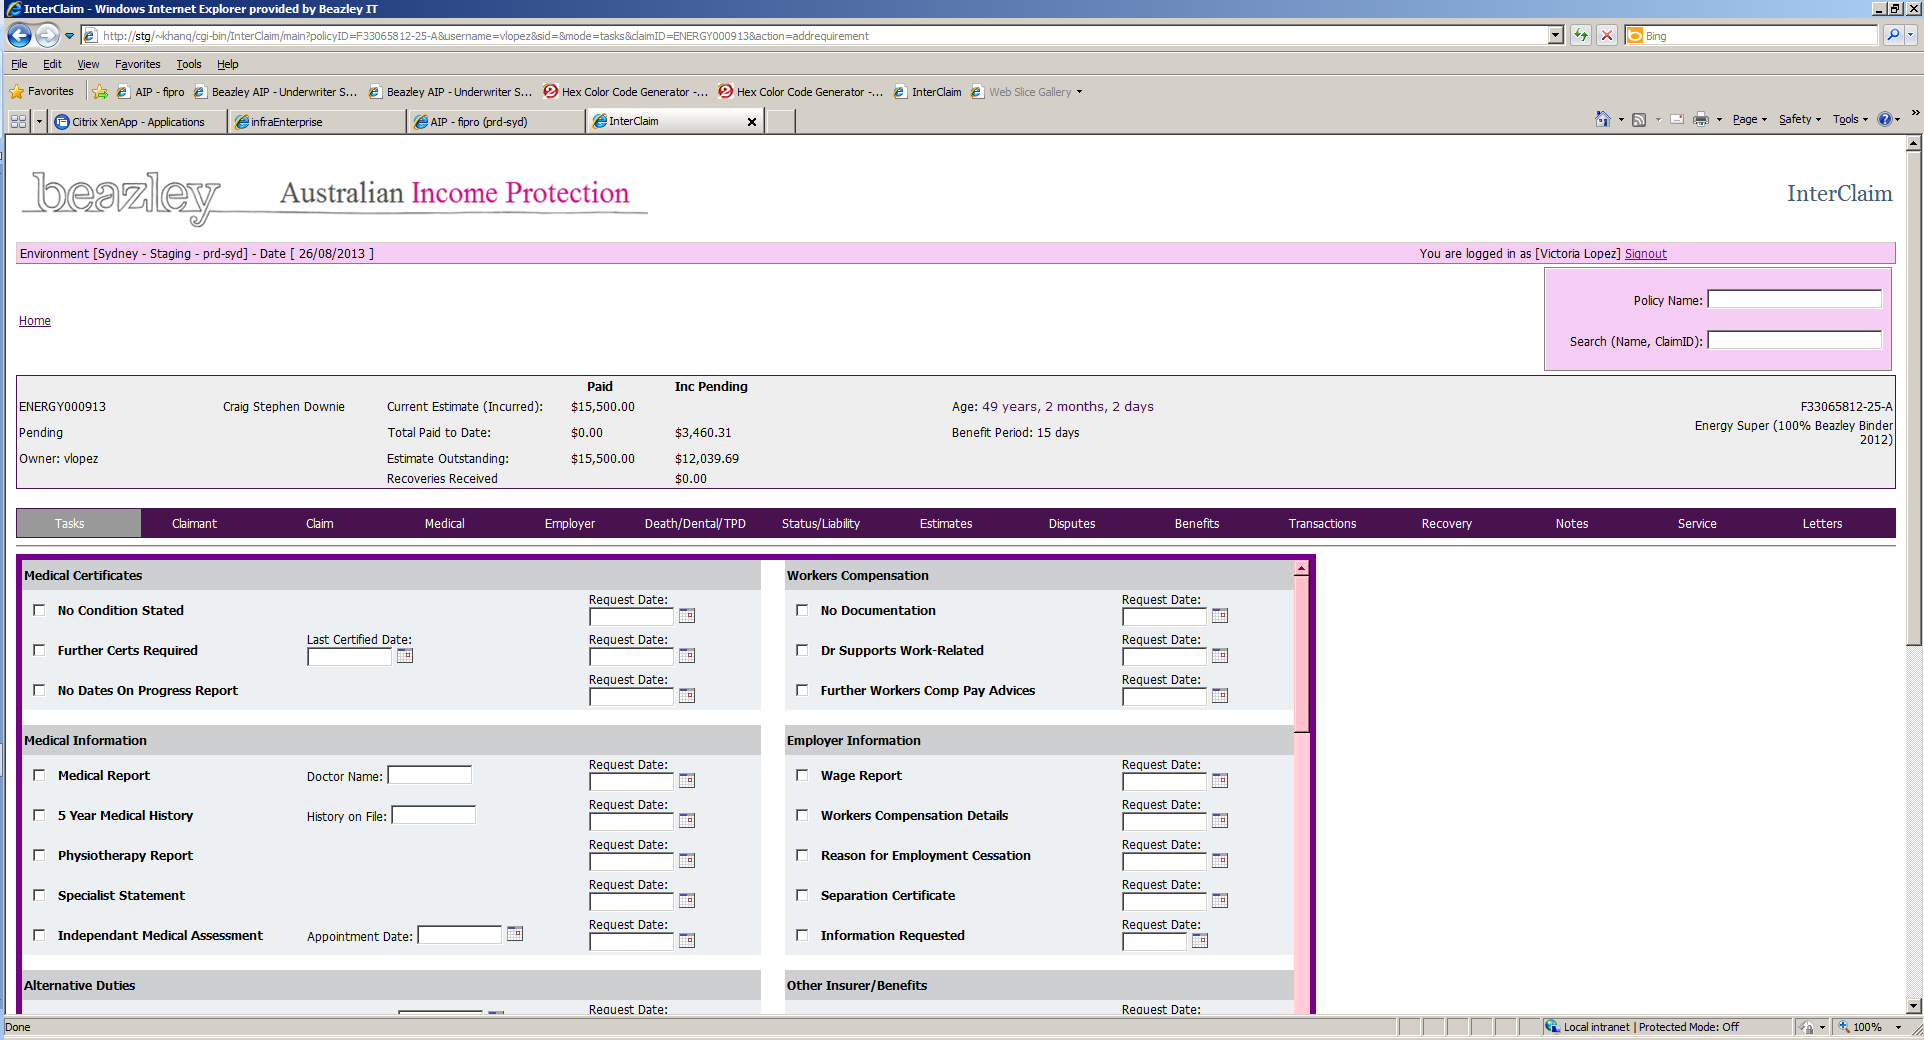 InterClaim - Windows Internet Explorer provided by Beazley IT
http://stg/~khanq/cgi-bin/InterClaim/main?policyID=F33065812-25-A&username=vlopez&sid=&mode=tasks&claimID=ENERGY000913&action=addrequirement
Bing
File Edit View Favorites Tools Help
Favorites AIP - fipro Beazley AIP - Underwriter S... Beazley AIP - Underwriter S... Hex Color Code Generator -... Hex Color Code Generator -... InterClaim Web Slice Gallery
Citrix XenApp - Applications infraEnterprise AIP - fipro (prd-syd) InterClaim Page Safety Tools
beazley Australian Income Protection InterClaim
Environment [Sydney - Staging - prd-syd] - Date [ 26/08/2013 ] You are logged in as [Victoria Lopez] Signout
Policy Name:
Home
Search (Name, ClaimID):
Paid Inc Pending
ENERGY000913 Craig Stephen Downie Current Estimate (Incurred): $15,500.00 Age: 49 years, 2 months, 2 days F33065812-25-A
Pending Total Paid to Date: $0.00 $3,460.31 Benefit Period: 15 days Energy Super (100% Beazley Binder
2012)
Owner: vlopez Estimate Outstanding: $15,500.00 $12,039.69
Recoveries Received $0.00
Tasks Claimant Claim Medical Employer Death/Dental/TPD Status/Liability Estimates Disputes Benefits Transactions Recovery Notes Service Letters
Medical Certificates Workers Compensation
Request Date: Request Date:
No Condition Stated No Documentation
Last Certified Date: Request Date: Request Date:
Further Certs Required Dr Supports Work-Related
Request Date: Request Date:
No Dates On Progress Report Further Workers Comp Pay Advices
Medical Information Employer Information
Request Date: Request Date:
Medical Report Doctor Name: Wage Report
Request Date: Request Date:
5 Year Medical History History on File: Workers Compensation Details
Request Date: Request Date:
Physiotherapy Report Reason for Employment Cessation
Request Date: Request Date:
Specialist Statement Separation Certificate
Request Date: Request Date:
Independant Medical Assessment Appointment Date: Information Requested
Alternative Duties Other Insurer/Benefits
Request Date: Request Date:
Done Local intranet | Protected Mode: Off 100%